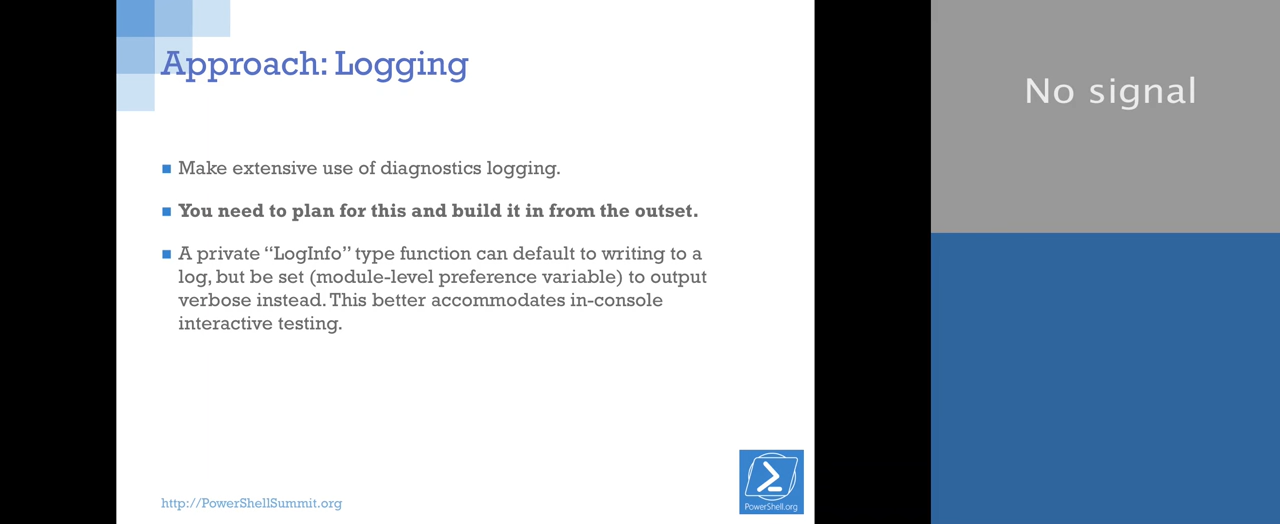 Approach: Logging
No signal
Make extensive use of diagnostics logging.
You need to plan for this and build it in from the outset.
A private “LogInfo” type function can default to writing to a
log, but be set (module-level preference variable) to output
verbose instead. This better accommodates in-console
interactive testing.
PowerShell.org
http://PowerShellSummit.org